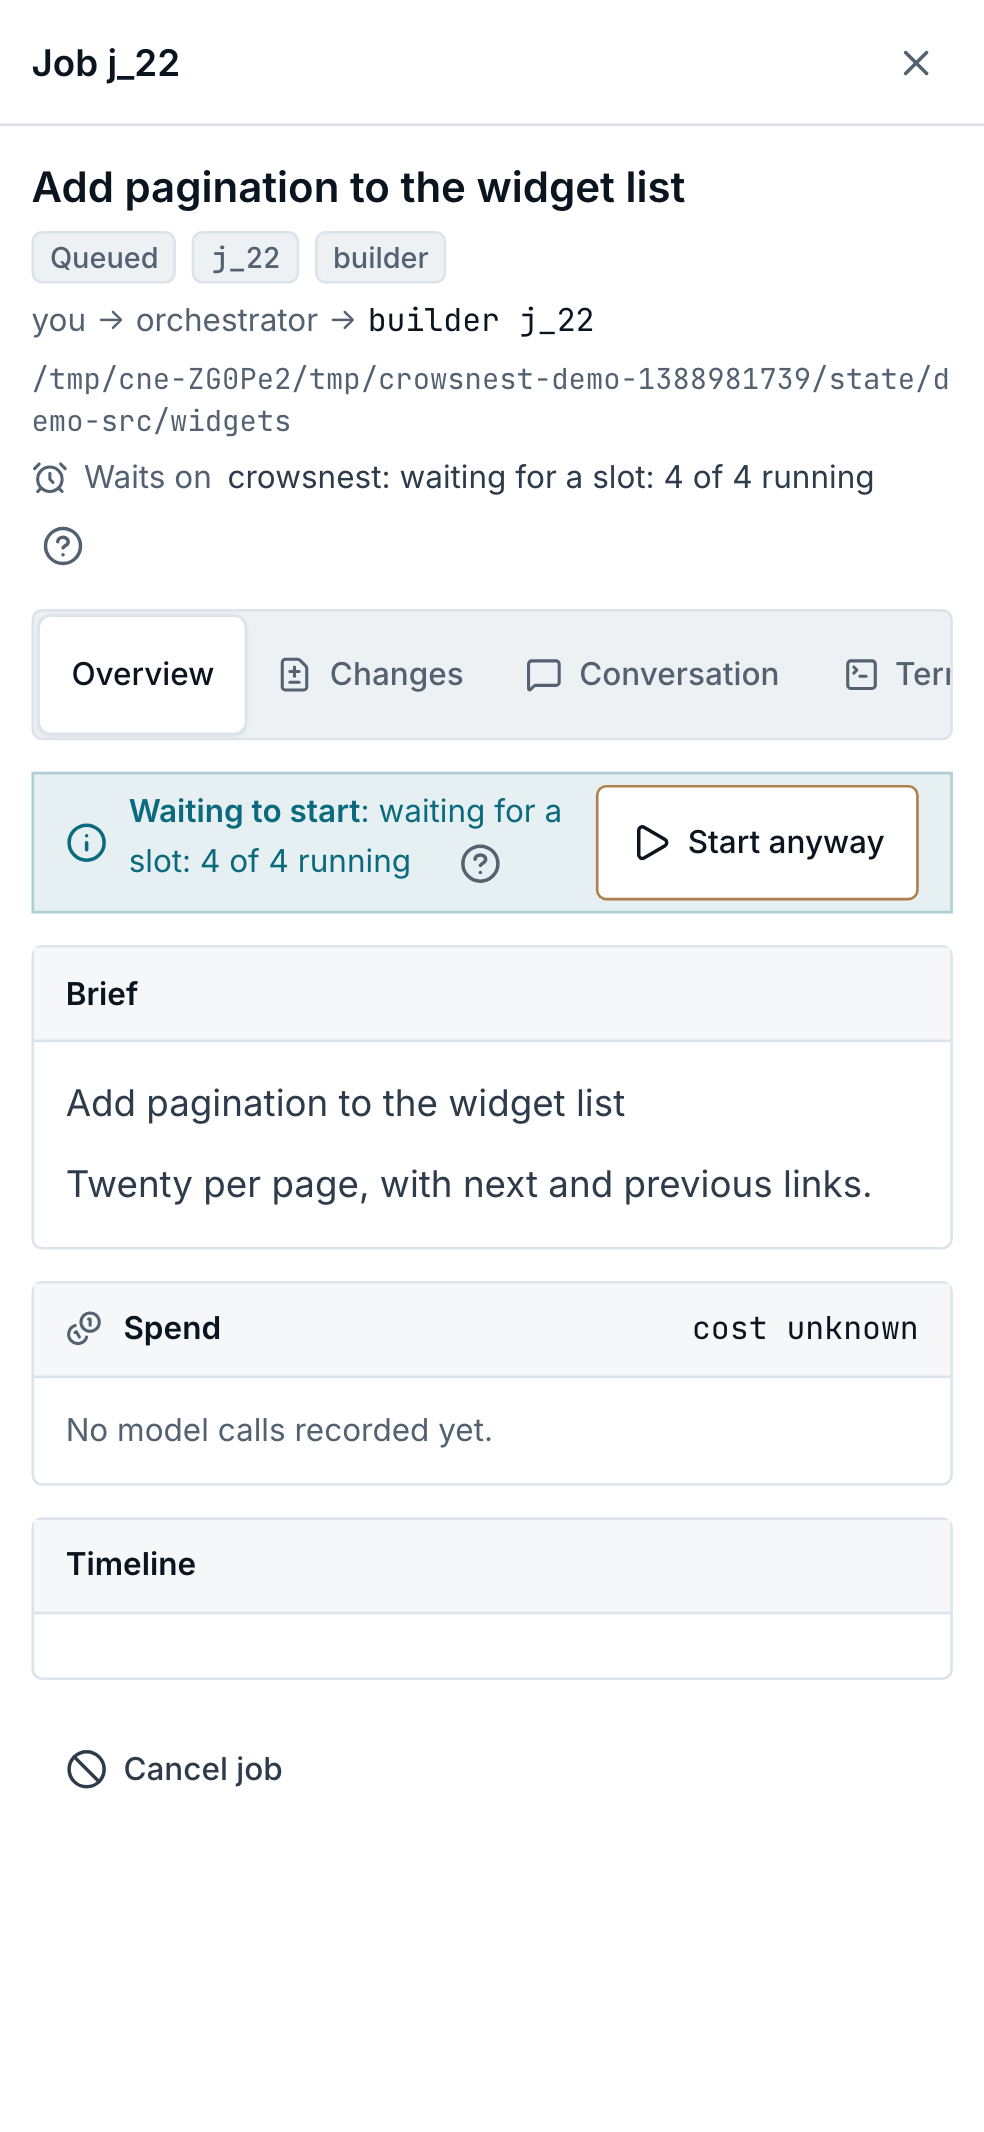 Job j_22
Add pagination to the widget list
Queued j_22 builder
you → orchestrator → builder j_22
/tmp/cne-ZG0Pe2/tmp/crowsnest-demo-1388981739/state/d
emo-src/widgets
Waits on crowsnest: waiting for a slot: 4 of 4 running
Overview Changes Conversation Terr
Waiting to start: waiting for a
slot: 4 of 4 running
Start anyway
Brief
Add pagination to the widget list
Twenty per page, with next and previous links.
Spend cost unknown
No model calls recorded yet.
Timeline
Cancel job